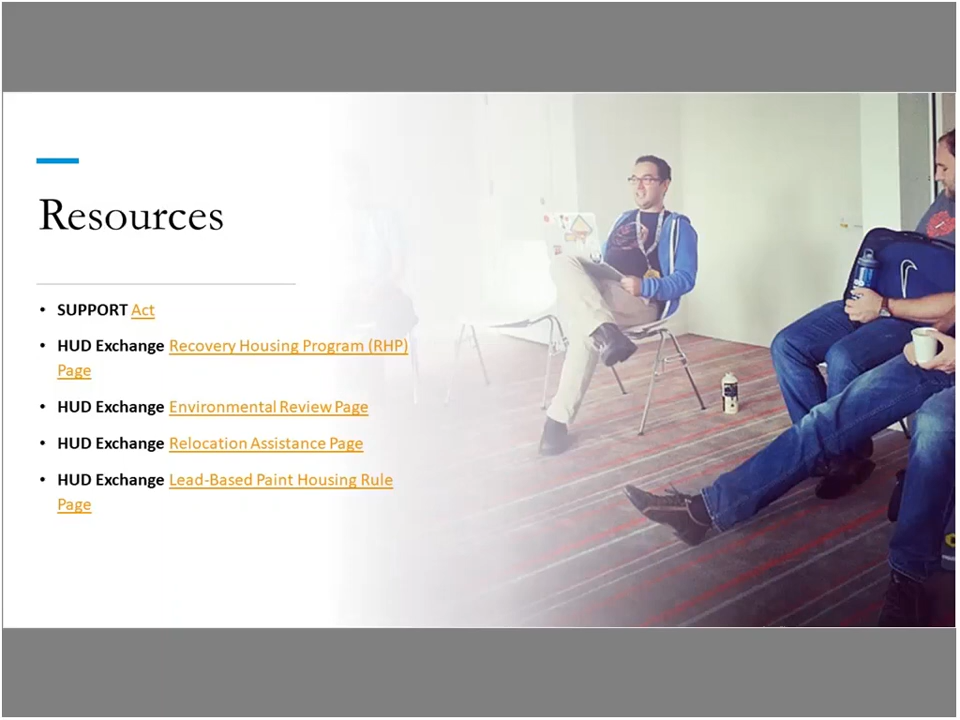 Resources
• SUPPORT Act
• HUD Exchange Recovery Housing Program (RHP)
Page
• HUD Exchange Environmental Review Page
• HUD Exchange Relocation Assistance Page
• HUD Exchange Lead-Based Paint Housing Rule
Page